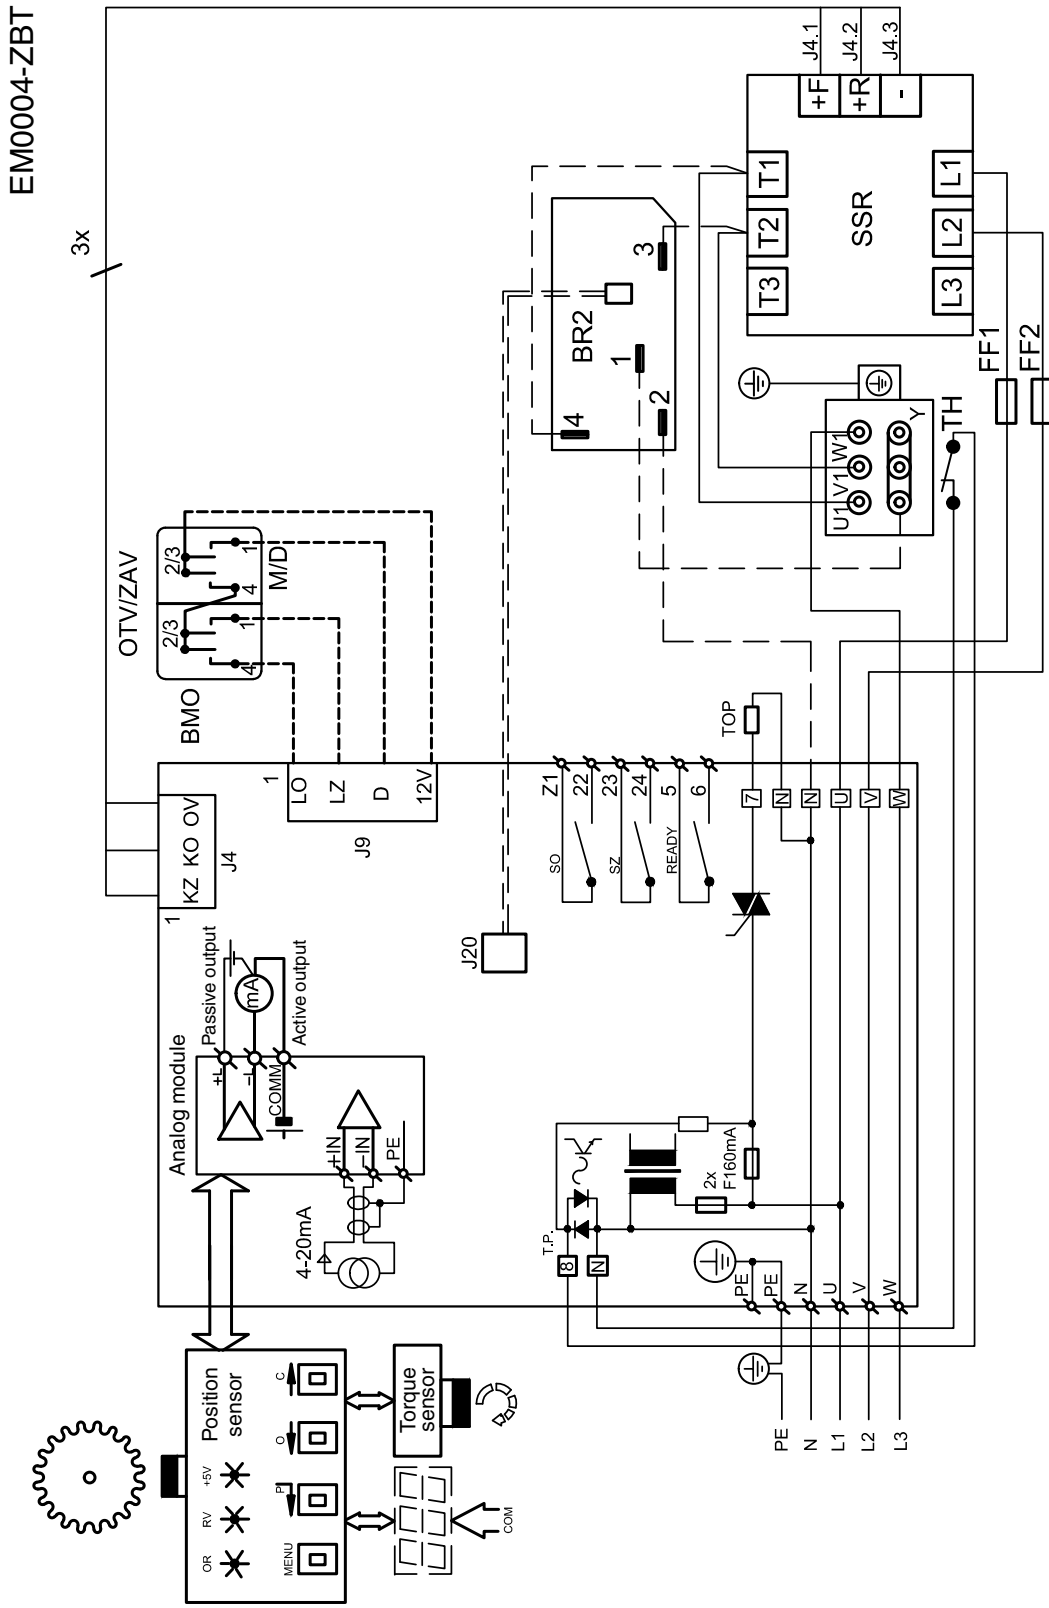 EM0004-ZBT
3x
J4.1
J4.2
J4.3
+F
+R
-
T1
T2
T3
SSR
L1
L2
L3
FF1
FF2
BR2
1
2
3
4
U1
V1
W1
Y
TH
OTV/ZAV
2/3
2/3
1
4
1
4
M/D
BMO
1
KZ KO OV
J4
1
LO
LZ
D
12V
J9
J20
Z1
22
23
24
5
6
SO
SZ
READY
TOP
7
N
N
U
V
W
Analog module
Passive output
Active output
+L
-L
COMM
mA
+IN
-IN
PE
4-20mA
T.P.
8
N
2x
F160mA
PE
PE
N
U
V
W
PE
N
L1
L2
L3
Position
sensor
OR
RV
+5V
MENU
P
O
C
Torque
sensor
COM